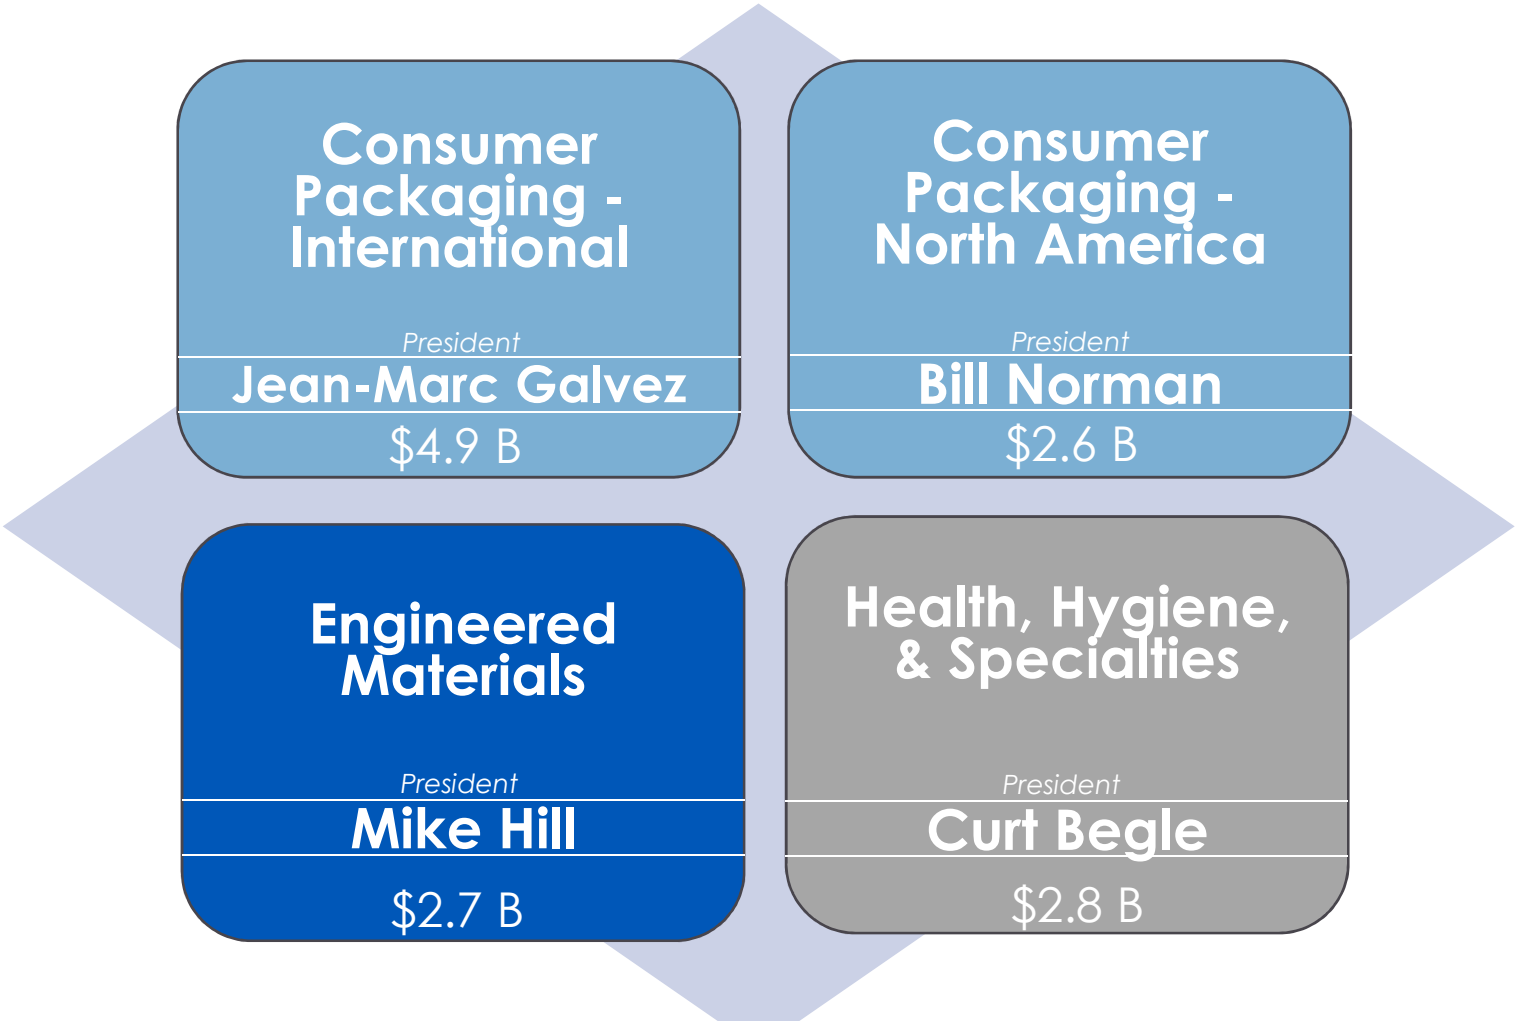 Consumer
Packaging -
International
President
Jean-Marc Galvez
$4.9 B
Consumer
Packaging -
North America
President
Bill Norman
$2.6 B
Engineered
Materials
President
Mike Hill
$2.7 B
Health, Hygiene,
& Specialties
President
Curt Begle
$2.8 B